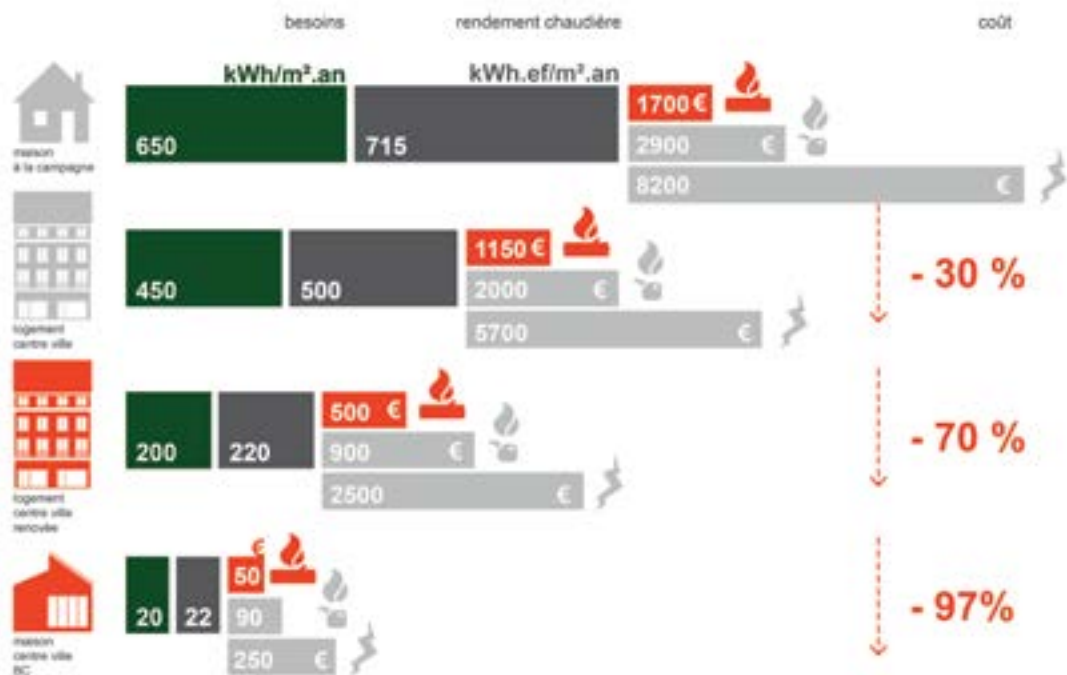 besoins rendement chaudière coût
kWh/m².an kWh.ef/m².an
650 715 1700 €
2900 €
8200 €
maison
à la campagne
- 30 %
450 500 1150 €
2000 €
5700 €
logement
centre ville
- 70 %
200 220 500 €
900 €
2500 €
logement
centre ville
renovée
- 97%
20 22 50 €
90
250 €
maison
centre ville
BC